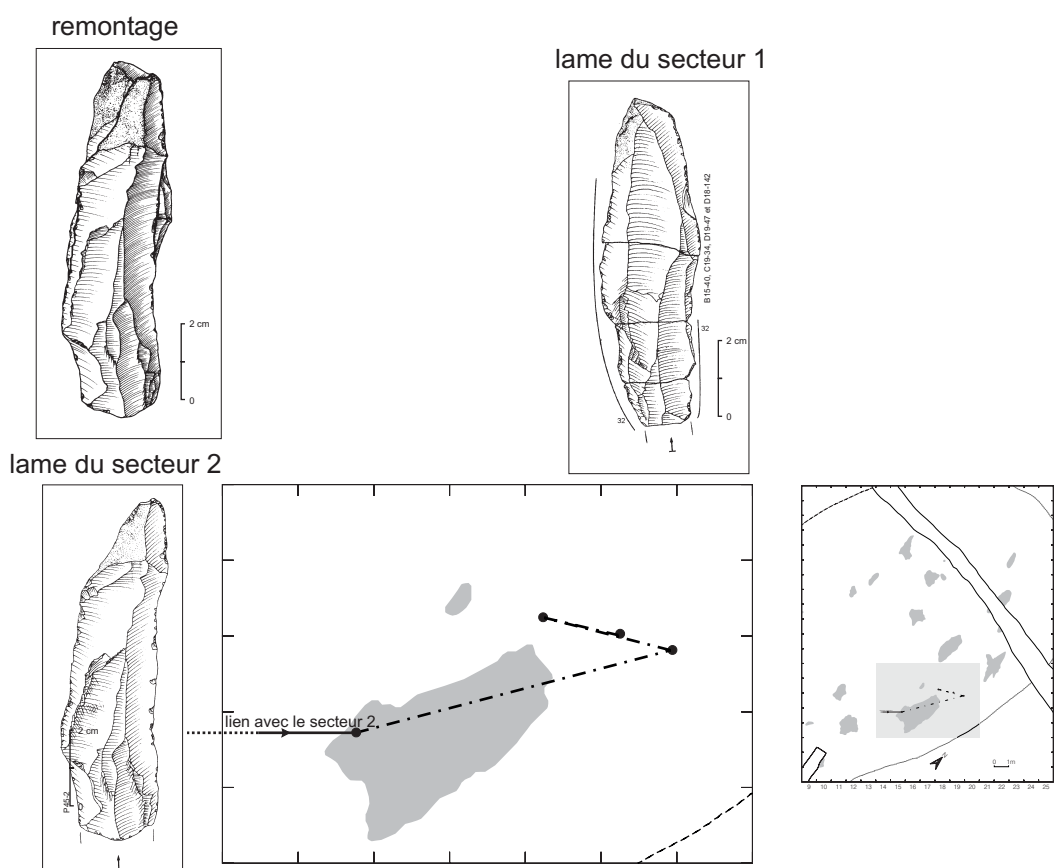 remontage
2 cm
0
lame du secteur 1
B15-40, C19-34, D19-47 et D18-142
32
2 cm
0
32
lame du secteur 2
2 cm
P45-2
lien avec le secteur 2
N
0 1m
9 10 11 12 13 14 15 16 17 18 19 20 21 22 23 24 25